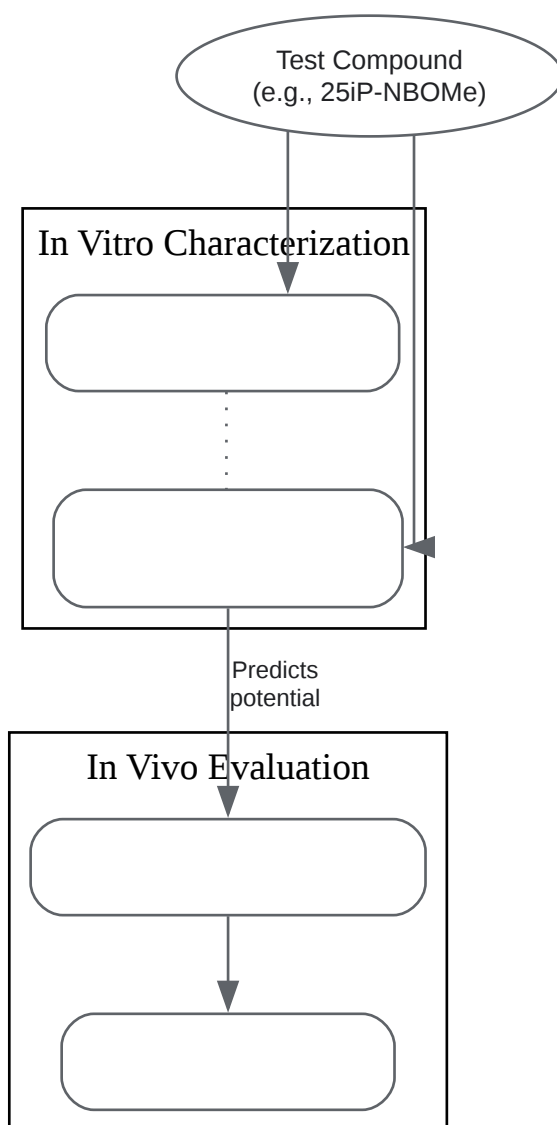 Test Compound
(e.g., 25iP-NBOMe)
In Vitro Characterization
Predicts
potential
In Vivo Evaluation